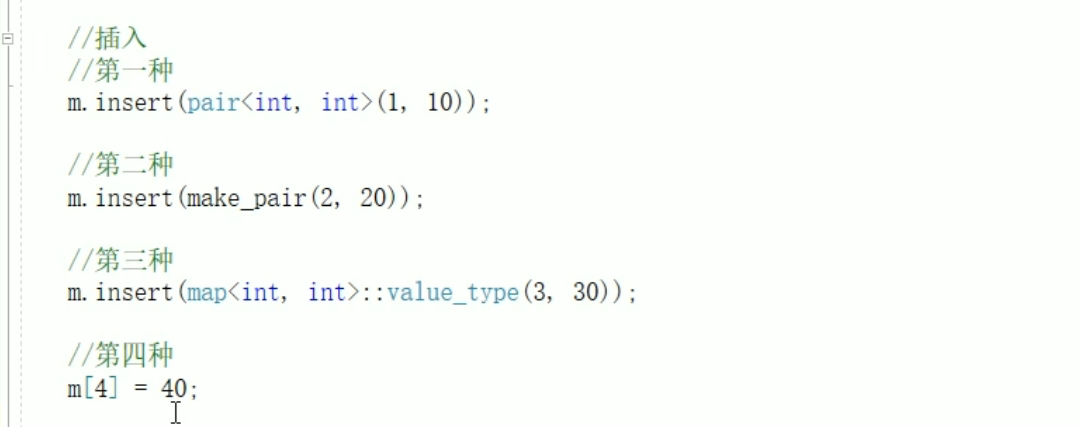 //插入
//第一种
m.insert(pair<int, int>(1, 10));
//第二种
m.insert(make_pair(2, 20));
//第三种
m.insert(map<int, int>::value_type(3, 30));
//第四种
m[4] = 40;